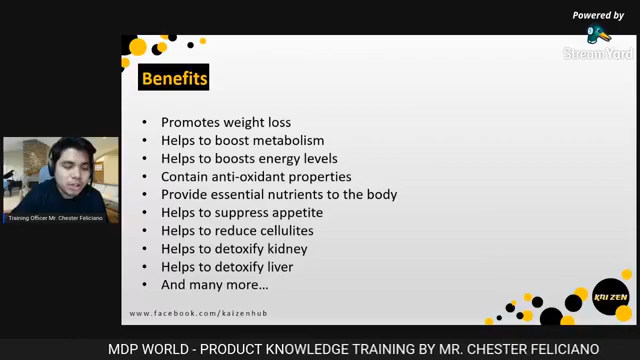 Powered by
StreamYard
Benefits
• Promotes weight loss
• Helps to boost metabolism
• Helps to boosts energy levels
• Contain anti-oxidant properties
• Provide essential nutrients to the body
• Helps to suppress appetite
• Helps to reduce cellulites
• Helps to detoxify kidney
• Helps to detoxify liver
• And many more...
Training Officer Mr. Chester Feliciano
KAIZEN
www.facebook.com/kaizenhub
MDP WORLD - PRODUCT KNOWLEDGE TRAINING BY MR. CHESTER FELICIANO